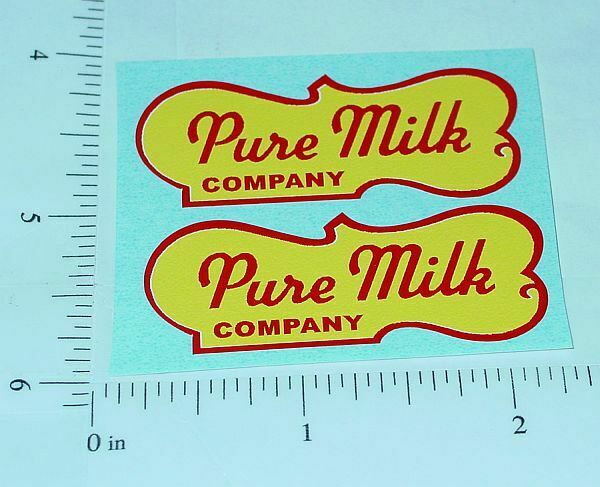 4
Pure Milk
COMPANY
5
Pure Milk
COMPANY
6
0 in 1 2